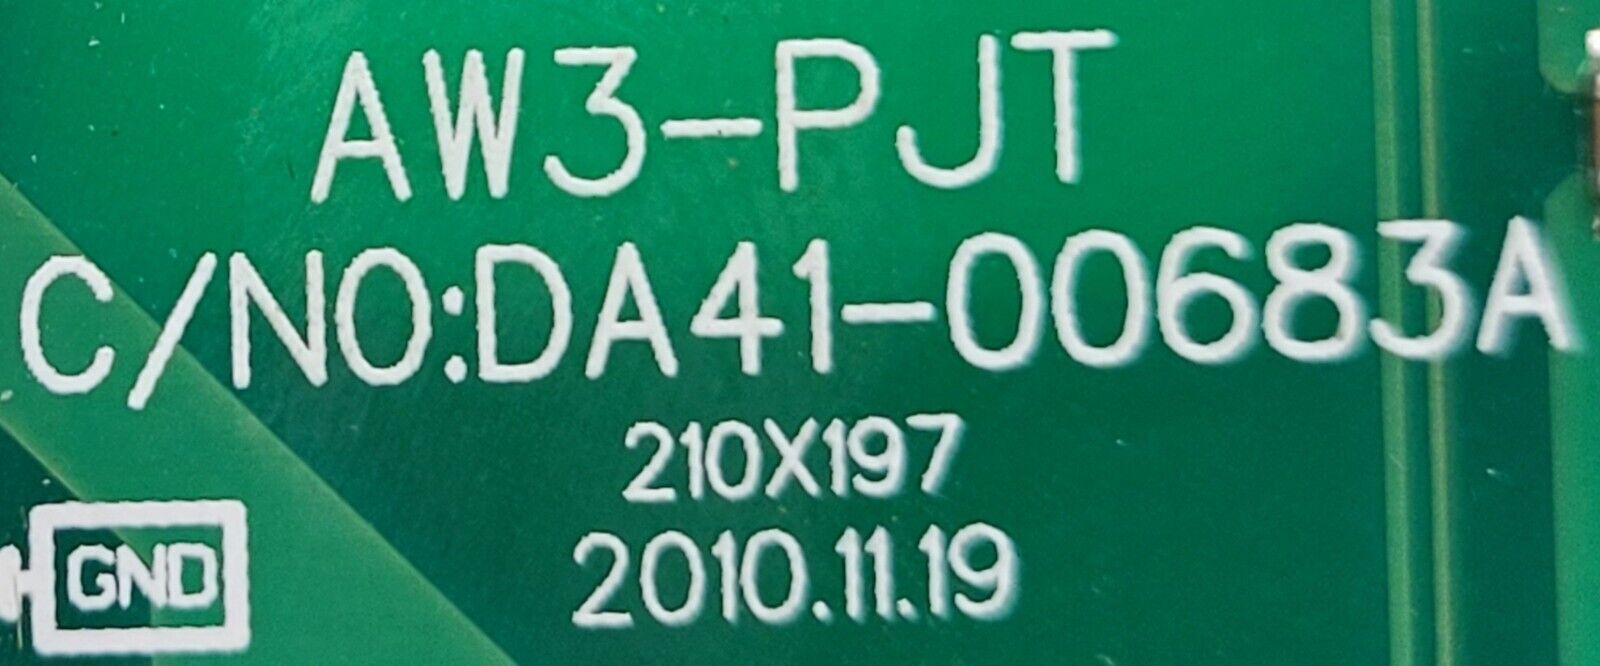 AW3-PJT
C/NO:DA41-00683A
210X197
2010.11.19
GND